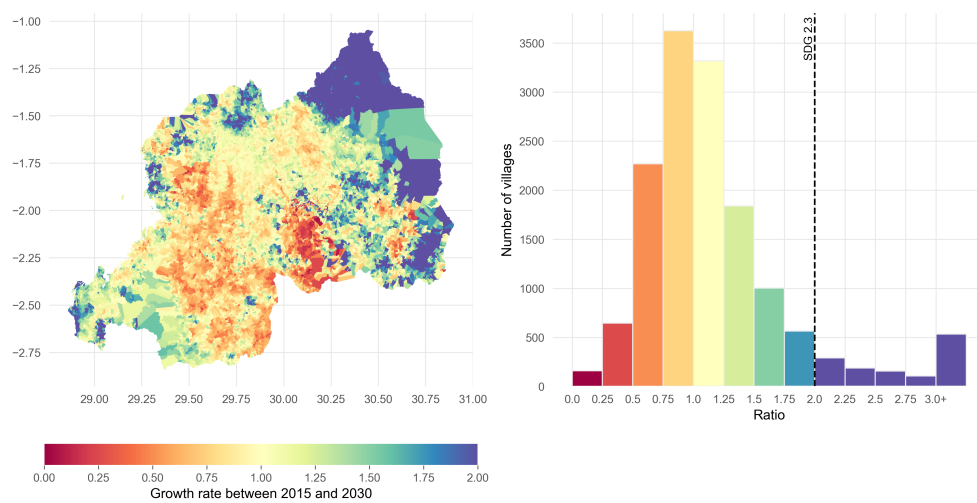 −1.00
−1.25
−1.50
−1.75
−2.00
−2.25
−2.50
−2.75
29.00 29.25 29.50 29.75 30.00 30.25 30.50 30.75 31.00
0.00 0.25 0.50 0.75 1.00 1.25 1.50 1.75 2.00
Growth rate between 2015 and 2030
Number of villages
3500
3000
2500
2000
1500
1000
500
0
SDG 2.3
0.0 0.25 0.5 0.75 1.0 1.25 1.5 1.75 2.0 2.25 2.5 2.75 3.0+
Ratio